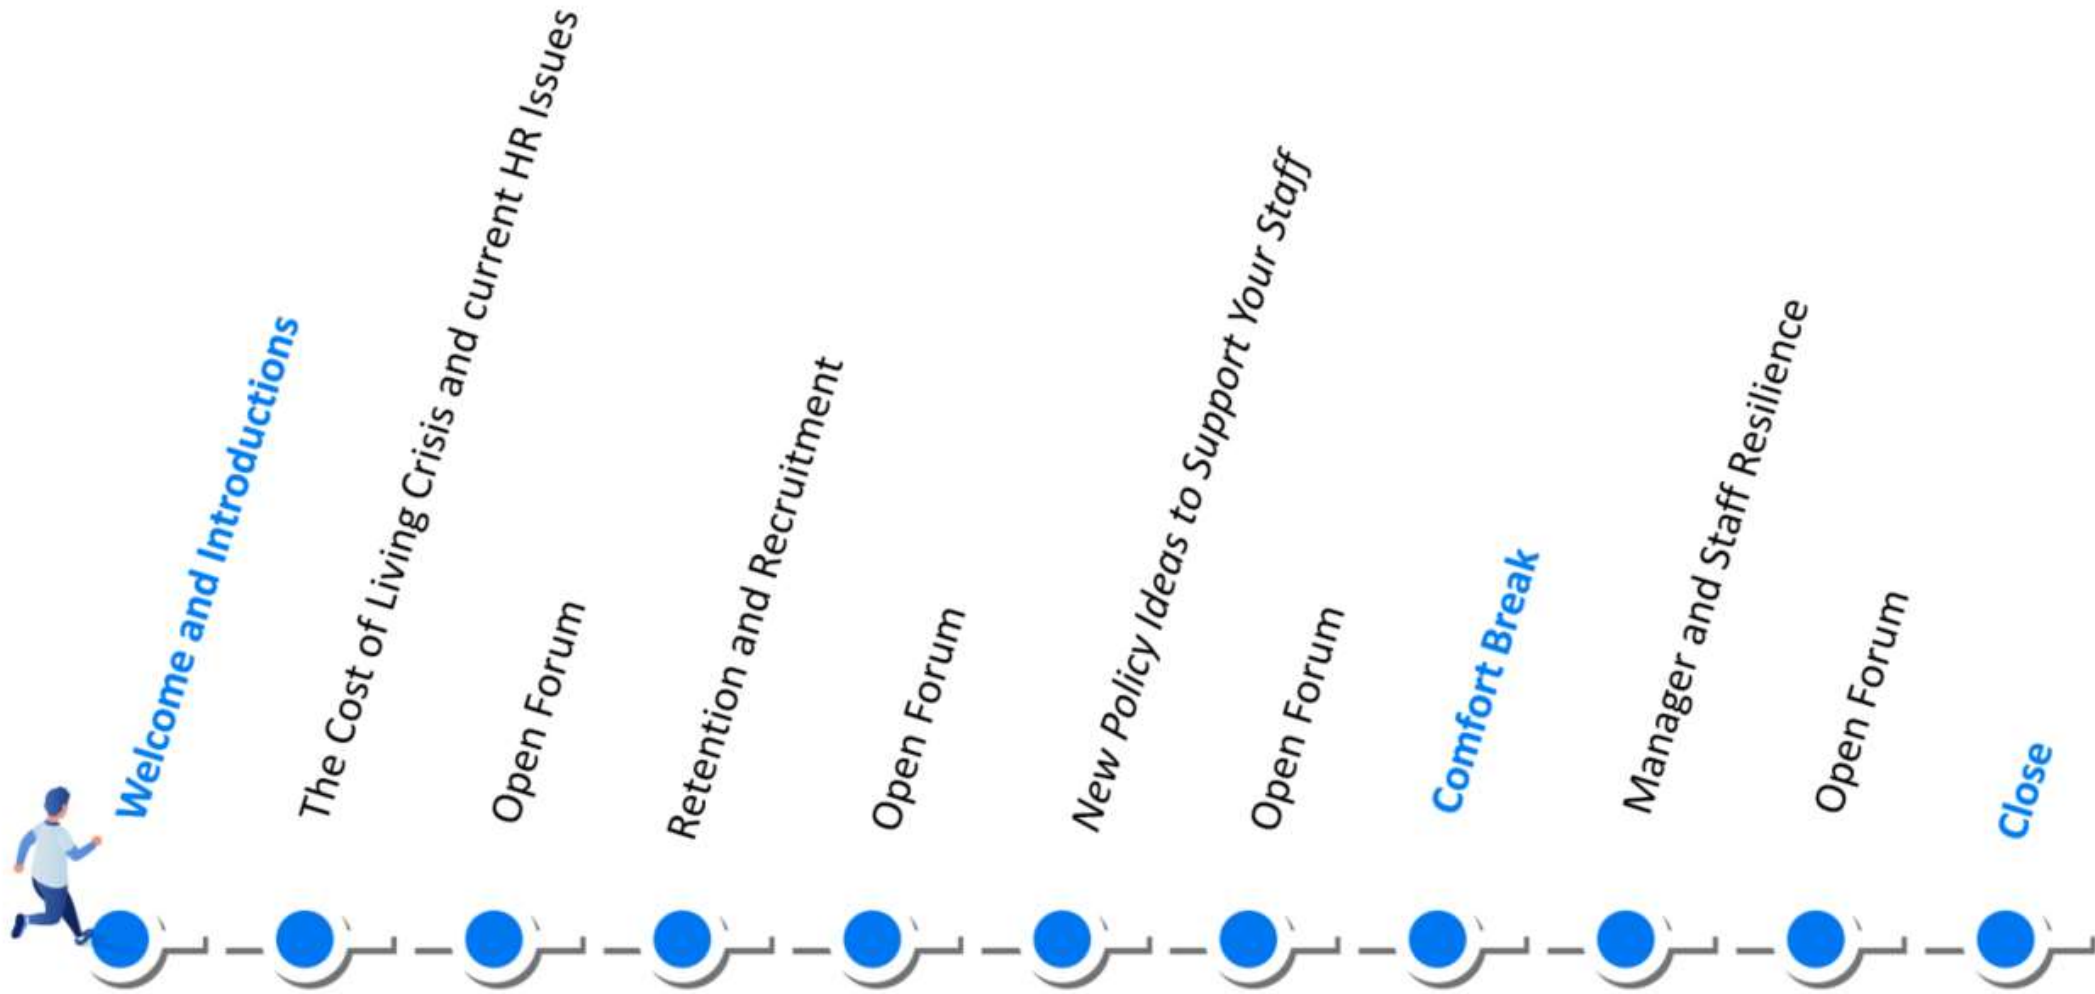 Welcome and Introductions
The Cost of Living Crisis and current HR Issues
Open Forum
Retention and Recruitment
Open Forum
New Policy Ideas to Support Your Staff
Open Forum
Comfort Break
Manager and Staff Resilience
Open Forum
Close